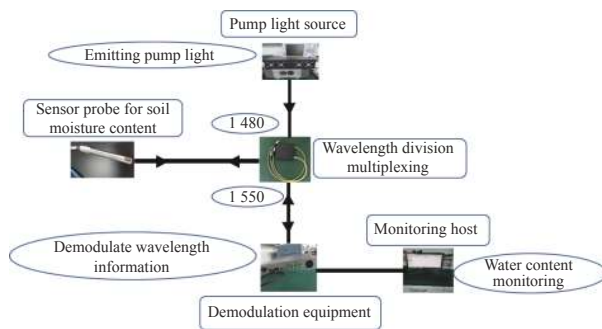 Pump light source
Emitting pump light
Sensor probe for soil
moisture content
1 480
Wavelength division
multiplexing
1 550
Demodulate wavelength
information
Monitoring host
Water content
monitoring
Demodulation equipment